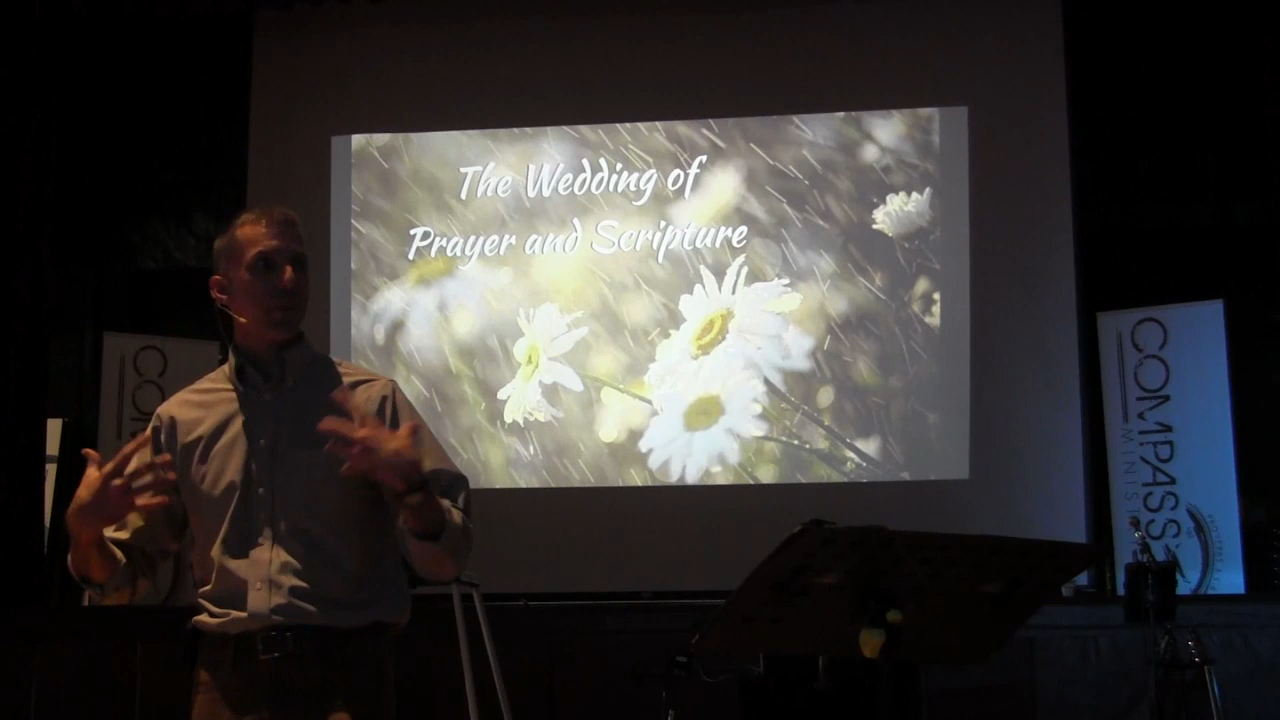 The Wedding of
Prayer and Scripture
COMPASS